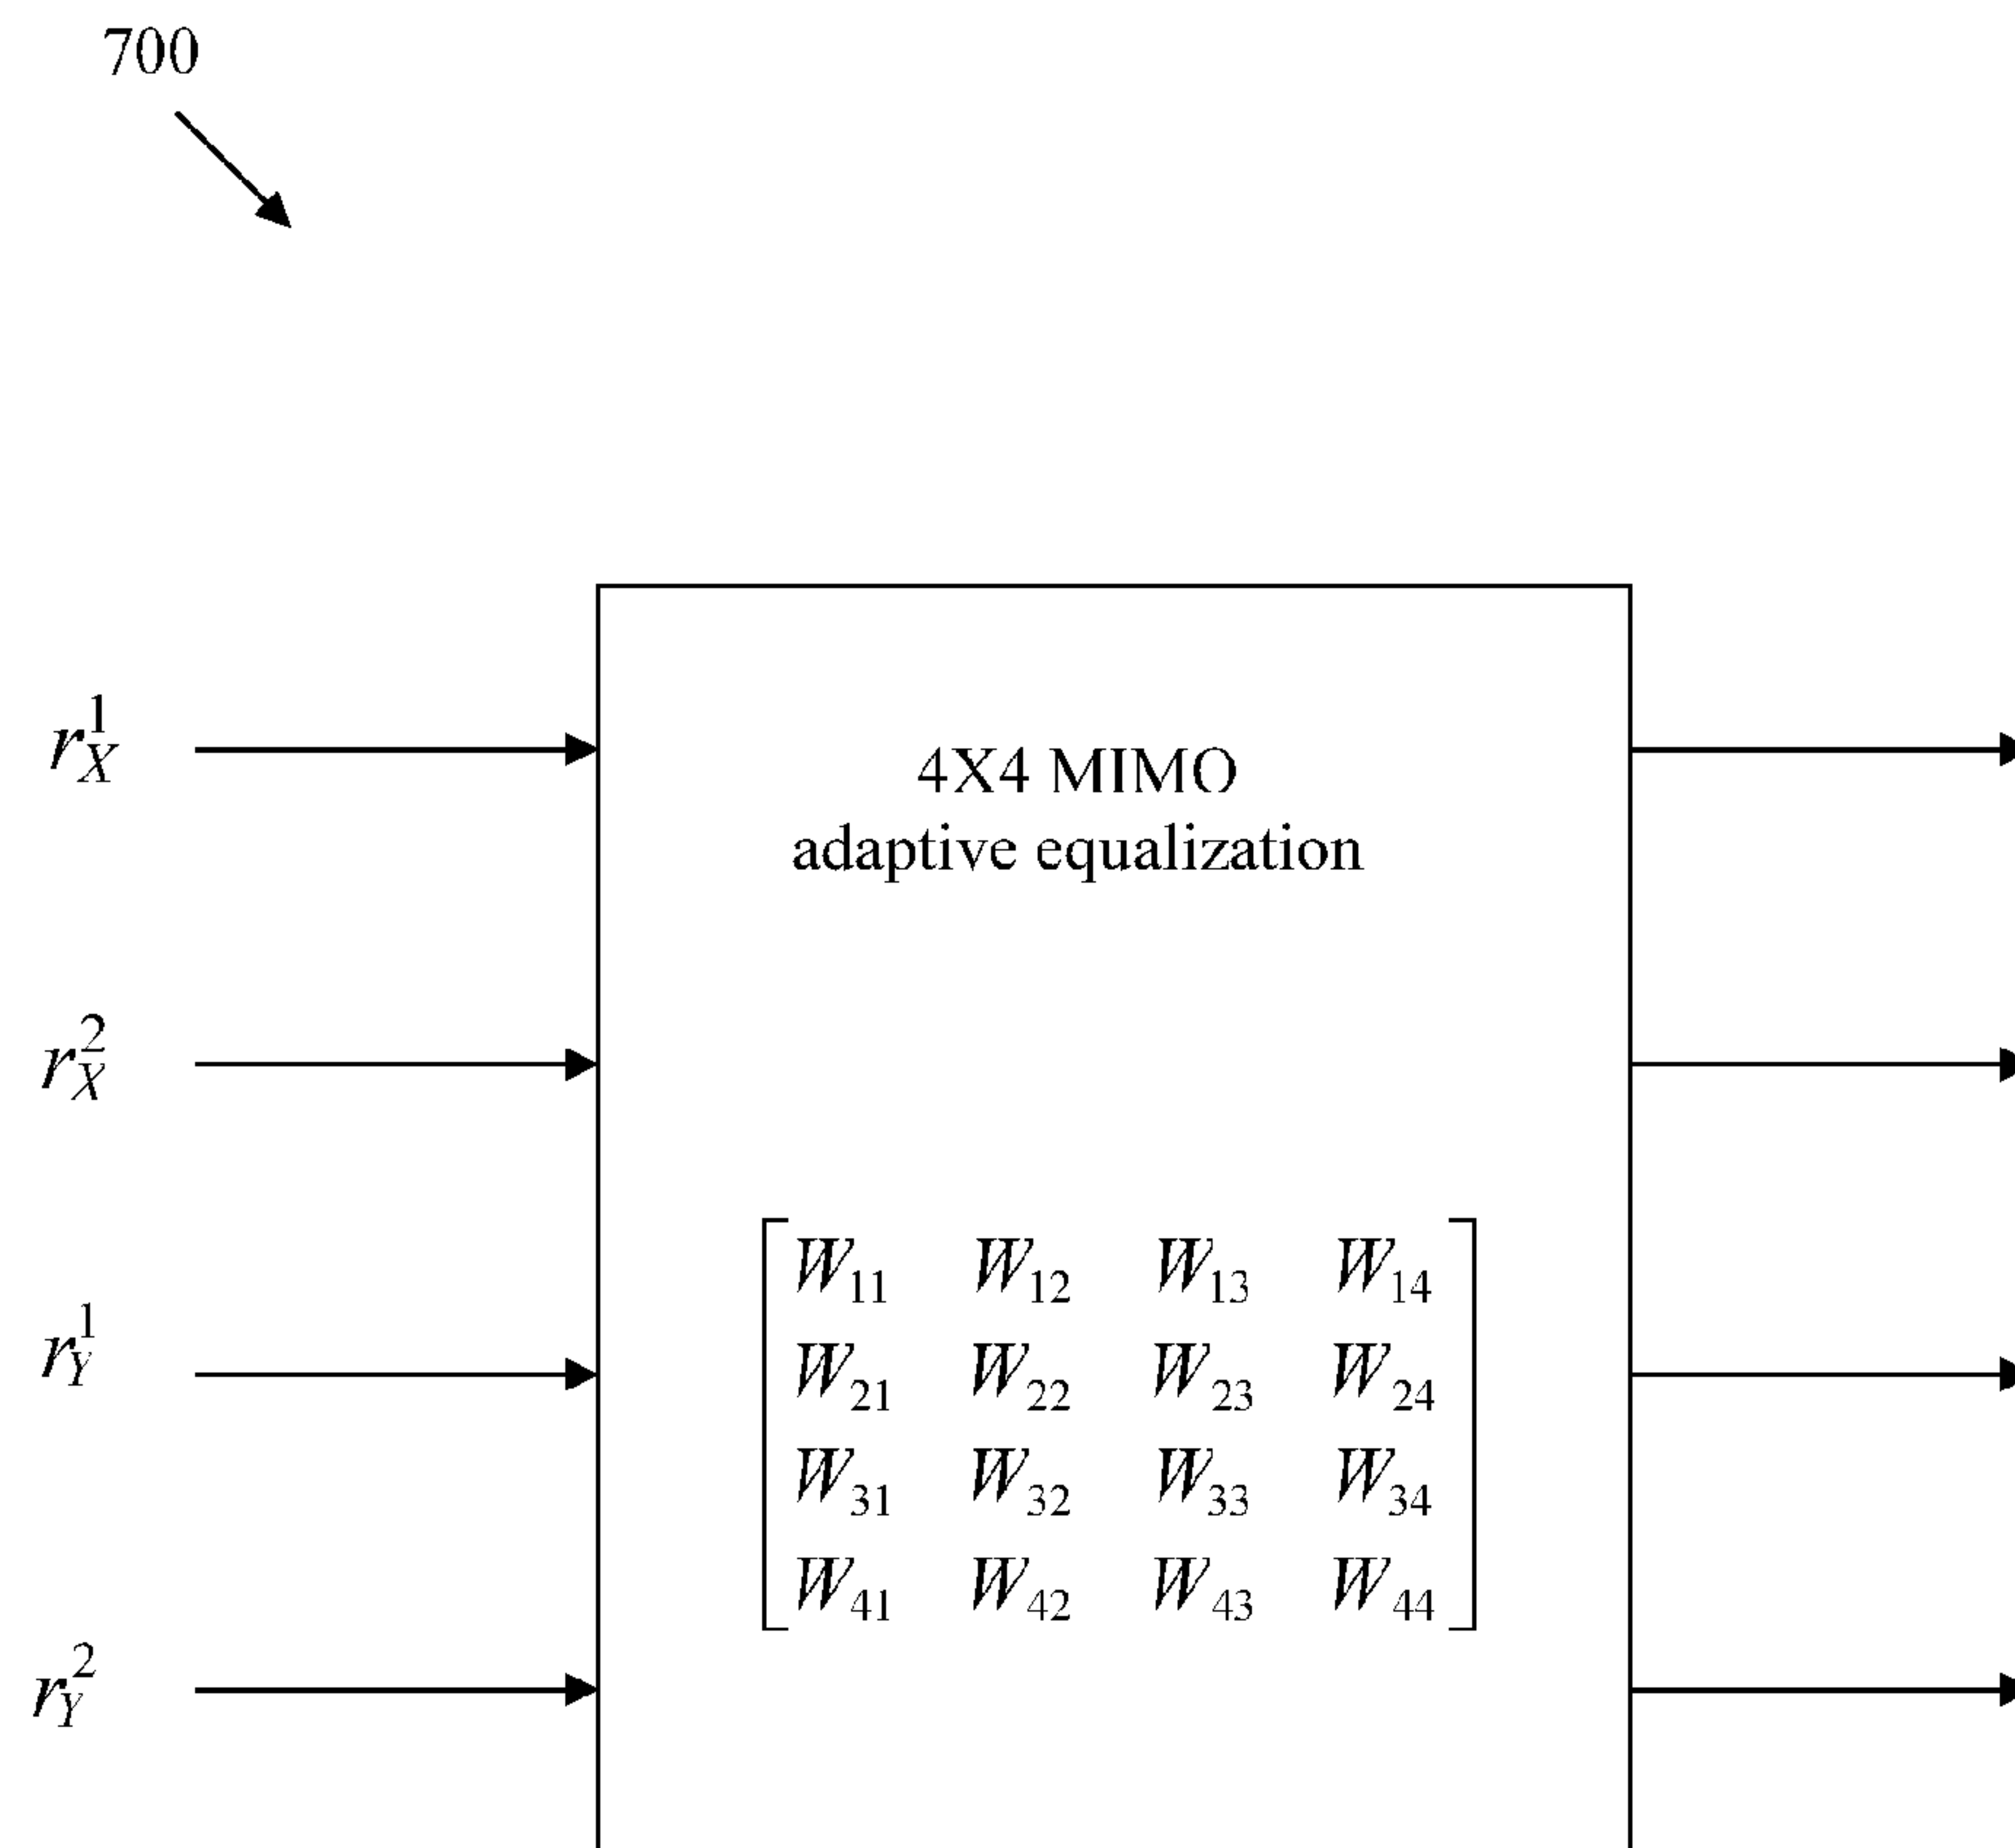 700
r_X^1
4X4 MIMO
adaptive equalization
r_X^2
W_11 W_12 W_13 W_14
r_Y^1
W_21 W_22 W_23 W_24
W_31 W_32 W_33 W_34
W_41 W_42 W_43 W_44
r_Y^2